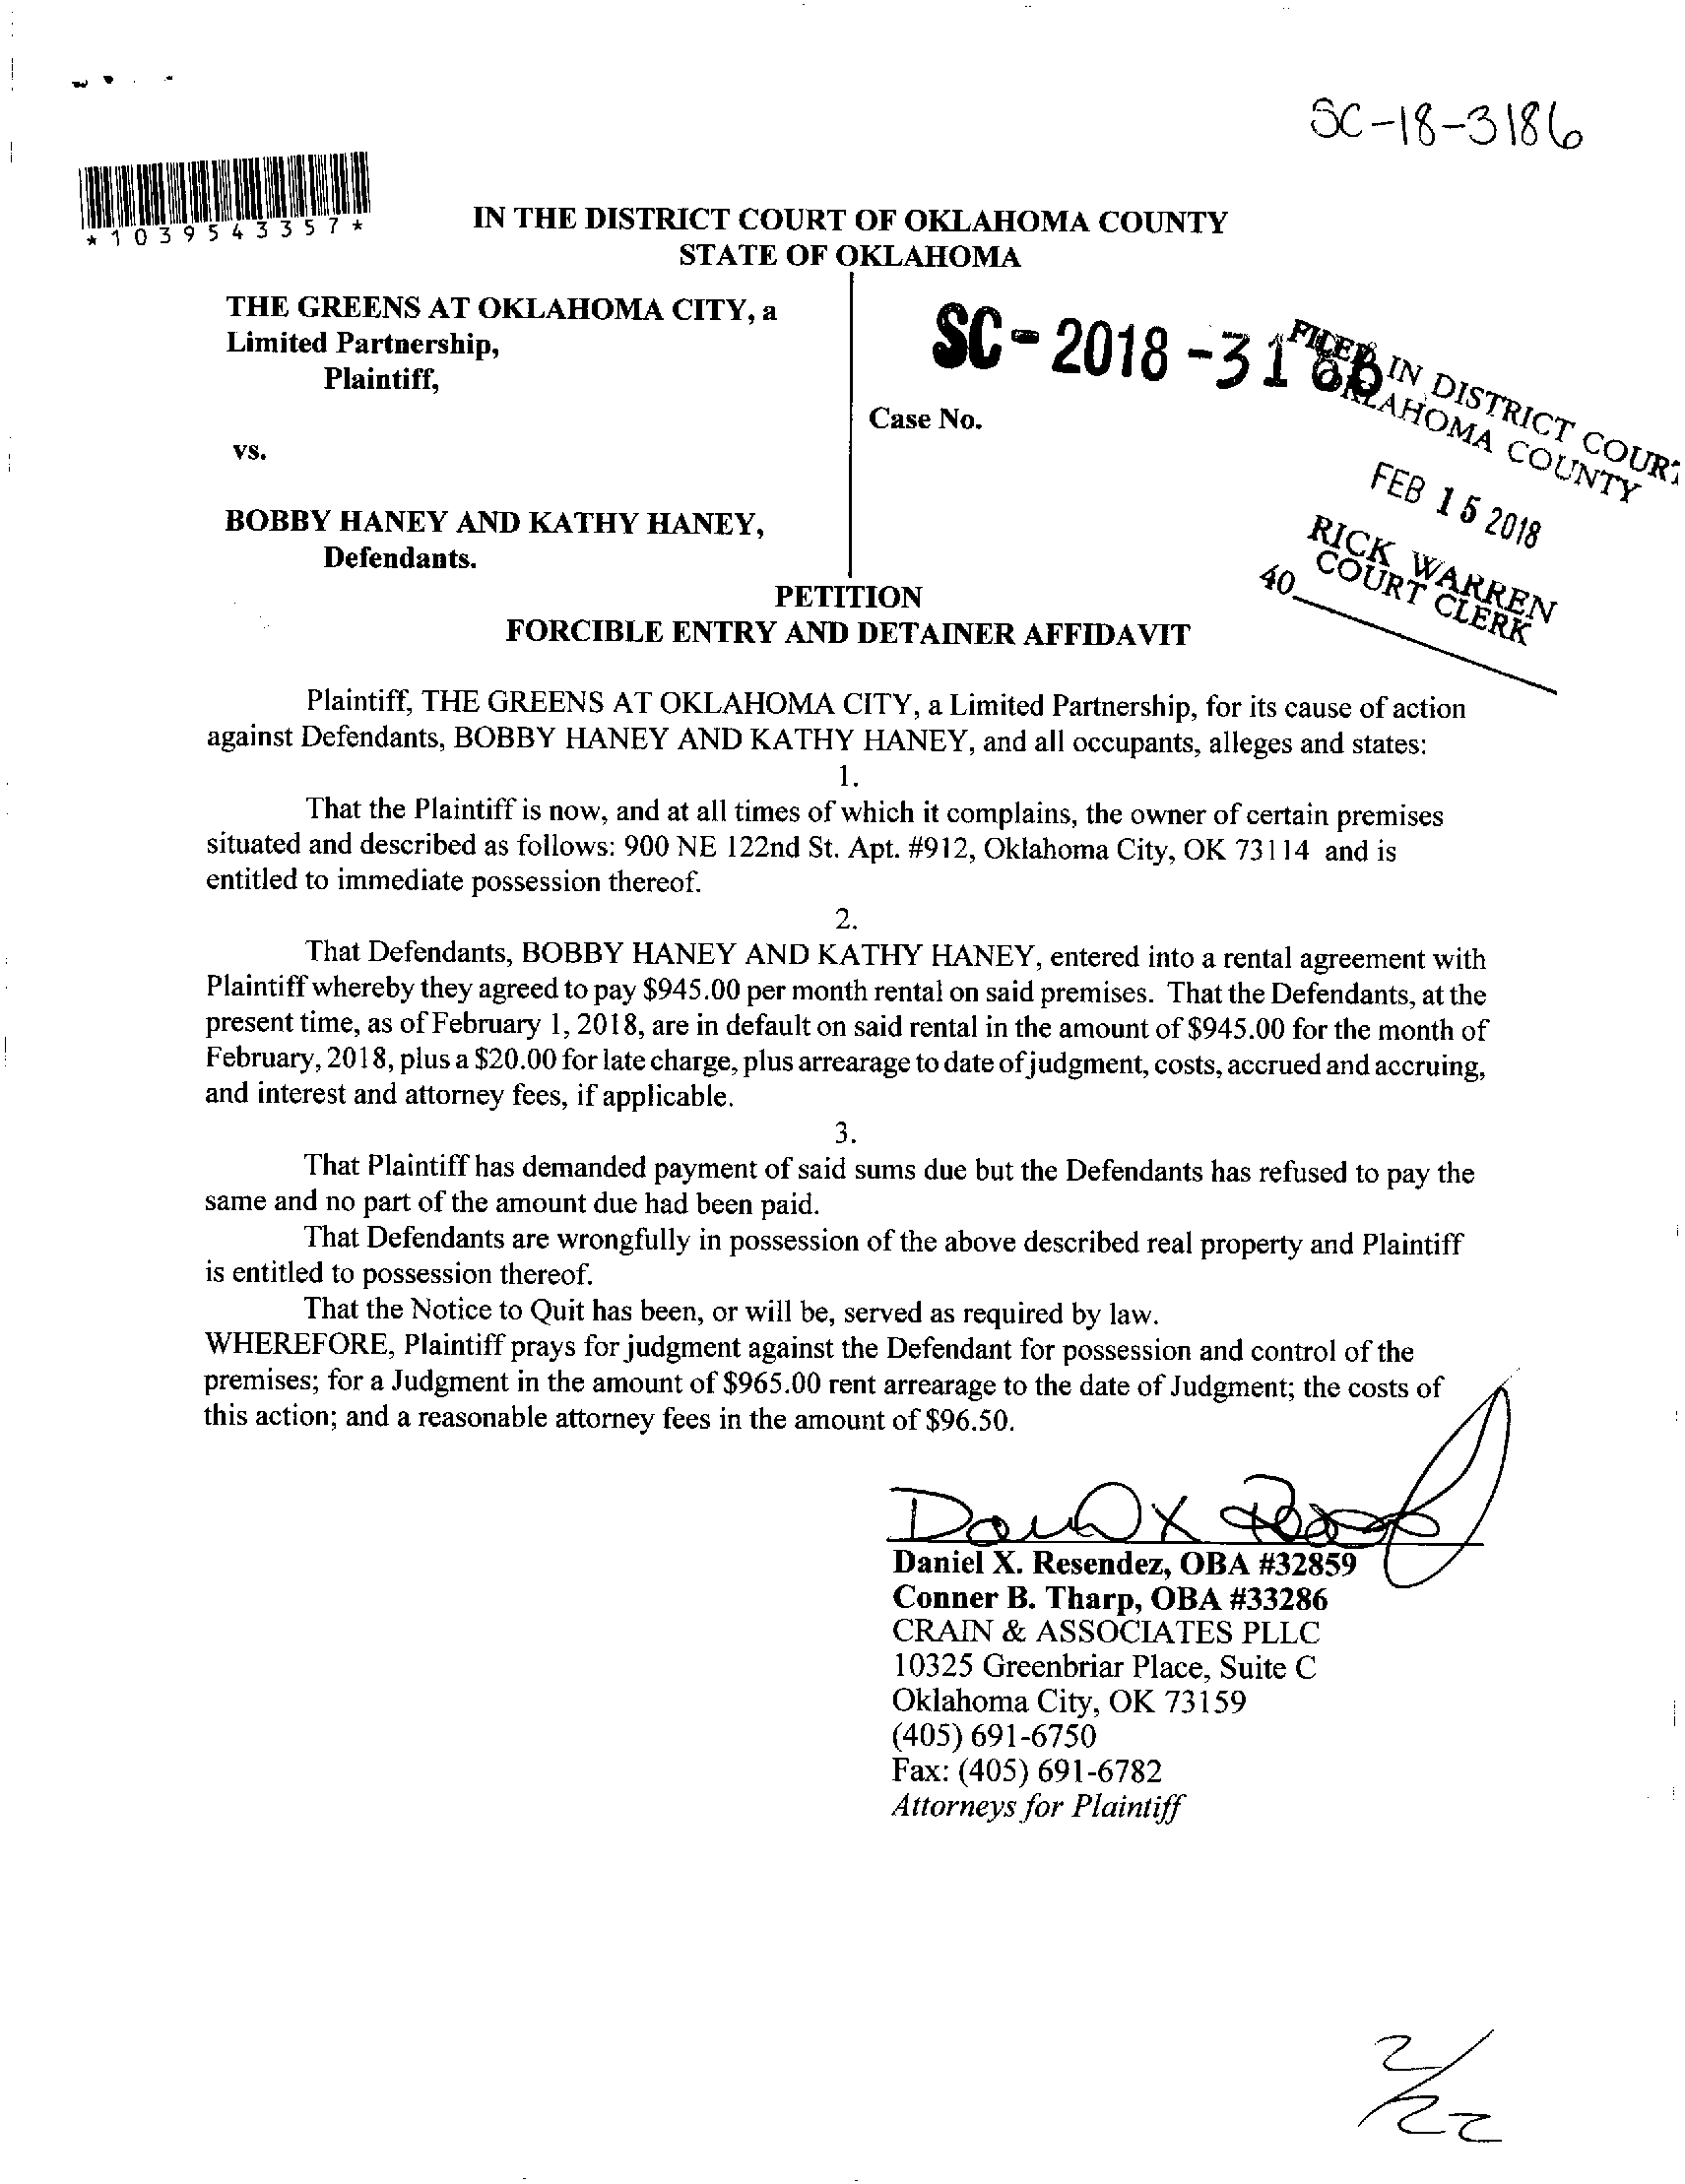 SC-18-3186
*1039543357*
IN THE DISTRICT COURT OF OKLAHOMA COUNTY
STATE OF OKLAHOMA
THE GREENS AT OKLAHOMA CITY, a
Limited Partnership,
Plaintiff,
vs.
BOBBY HANEY AND KATHY HANEY,
Defendants.
SC-2018-3186
Case No.
FILED IN DISTRICT COURT
OKLAHOMA COUNTY
FEB 15 2018
RICK WARREN
COURT CLERK
40
PETITION
FORCIBLE ENTRY AND DETAINER AFFIDAVIT
Plaintiff, THE GREENS AT OKLAHOMA CITY, a Limited Partnership, for its cause of action
against Defendants, BOBBY HANEY AND KATHY HANEY, and all occupants, alleges and states:
1.
That the Plaintiff is now, and at all times of which it complains, the owner of certain premises
situated and described as follows: 900 NE 122nd St. Apt. #912, Oklahoma City, OK 73114 and is
entitled to immediate possession thereof.
2.
That Defendants, BOBBY HANEY AND KATHY HANEY, entered into a rental agreement with
Plaintiff whereby they agreed to pay $945.00 per month rental on said premises. That the Defendants, at the
present time, as of February 1, 2018, are in default on said rental in the amount of $945.00 for the month of
February, 2018, plus a $20.00 for late charge, plus arrearage to date of judgment, costs, accrued and accruing,
and interest and attorney fees, if applicable.
3.
That Plaintiff has demanded payment of said sums due but the Defendants has refused to pay the
same and no part of the amount due had been paid.
That Defendants are wrongfully in possession of the above described real property and Plaintiff
is entitled to possession thereof.
That the Notice to Quit has been, or will be, served as required by law.
WHEREFORE, Plaintiff prays for judgment against the Defendant for possession and control of the
premises; for a Judgment in the amount of $965.00 rent arrearage to the date of Judgment; the costs of
this action; and a reasonable attorney fees in the amount of $96.50.
Daniel X. Resendez, OBA #32859
Conner B. Tharp, OBA #33286
CRAIN & ASSOCIATES PLLC
10325 Greenbriar Place, Suite C
Oklahoma City, OK 73159
(405) 691-6750
Fax: (405) 691-6782
Attorneys for Plaintiff
2/22